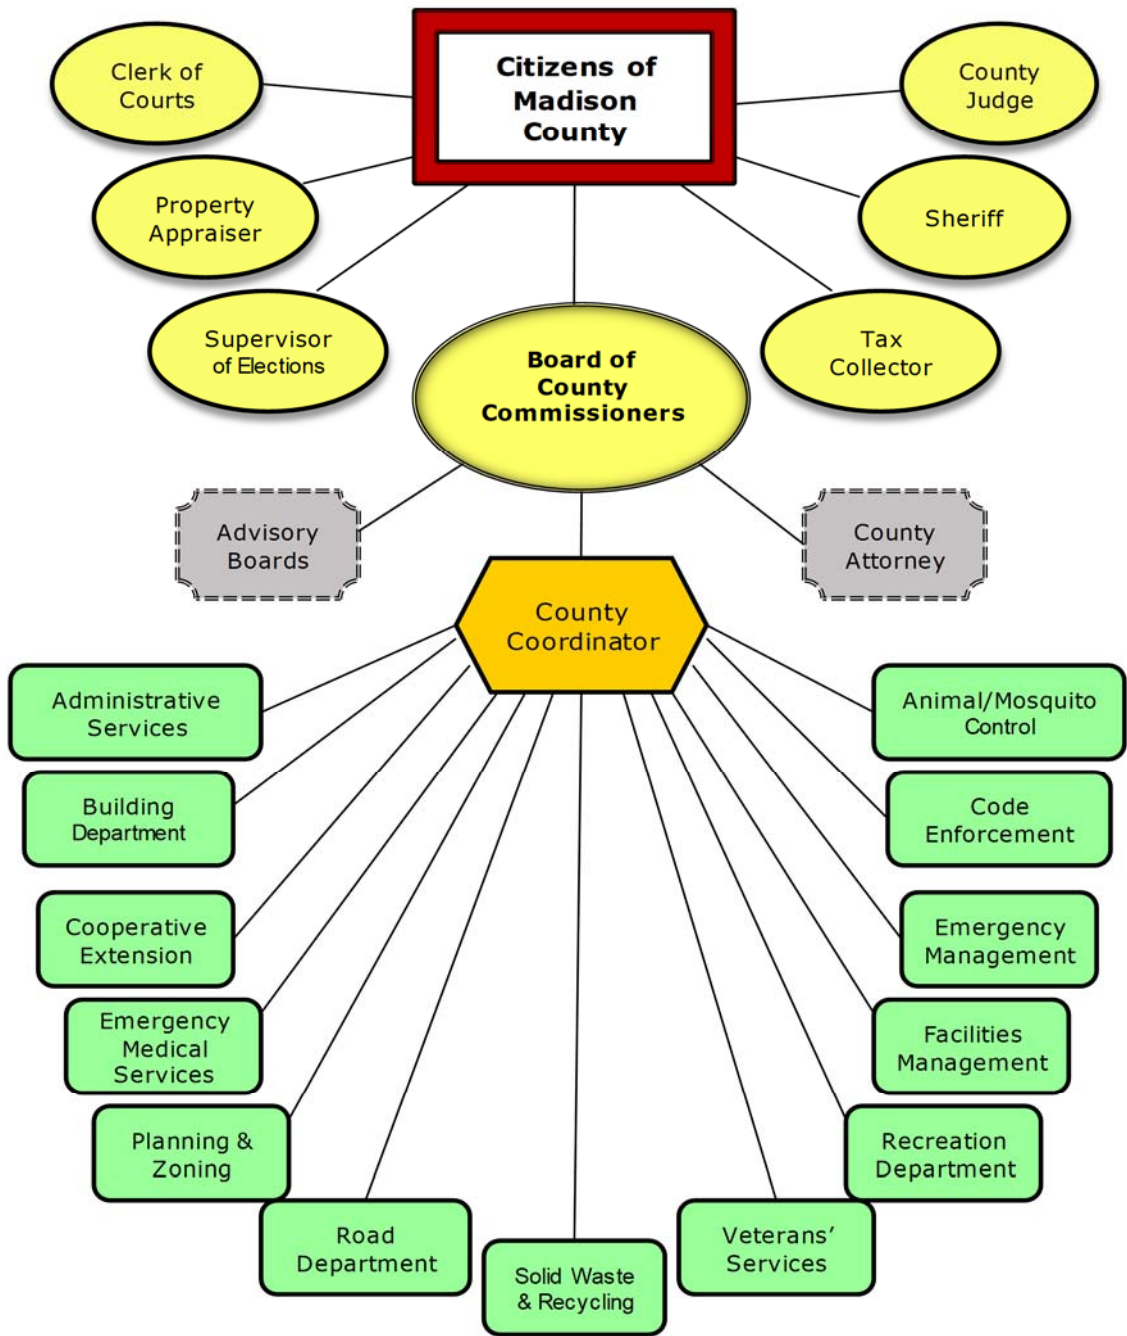 Citizens of
Madison
County
Clerk of
Courts
County
Judge
Property
Appraiser
Sheriff
Supervisor
of Elections
Board of
County
Commissioners
Tax
Collector
Advisory
Boards
County
Attorney
County
Coordinator
Administrative
Services
Animal/Mosquito
Control
Building
Department
Code
Enforcement
Cooperative
Extension
Emergency
Management
Emergency
Medical
Services
Facilities
Management
Planning &
Zoning
Recreation
Department
Road
Department
Veterans’
Services
Solid Waste
& Recycling